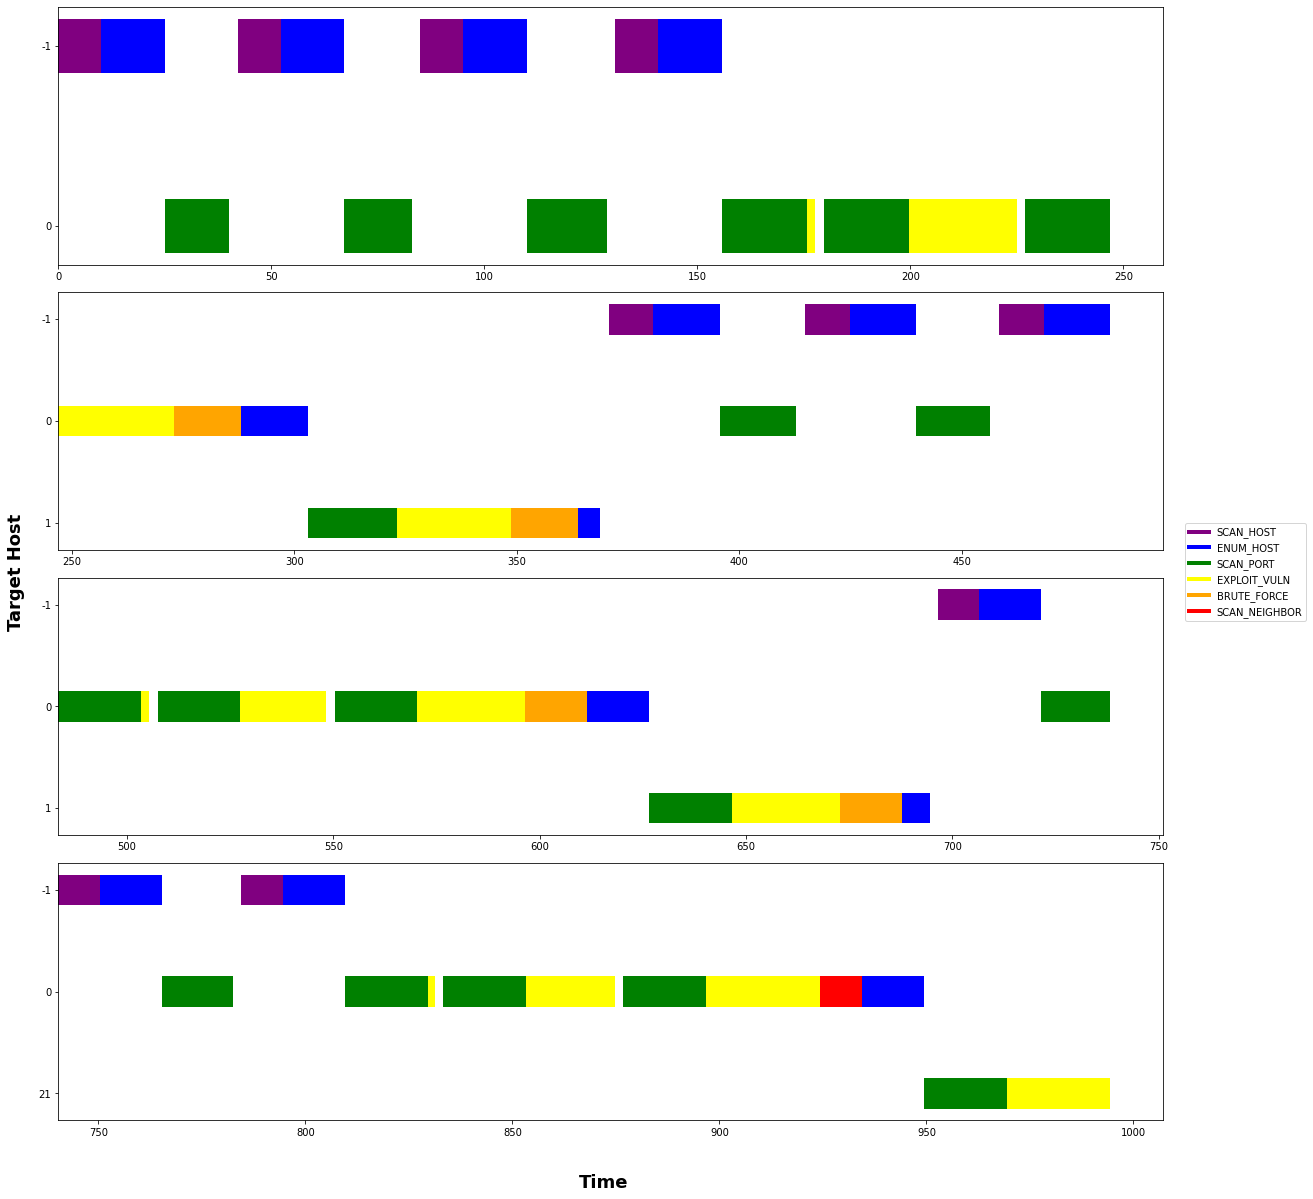 -1
0
0 50 100 150 200 250
-1
0
1
250 300 350 400 450
-1
0
1
500 550 600 650 700 750
-1
0
21
750 800 850 900 950 1000
Target Host
Time
SCAN_HOST
ENUM_HOST
SCAN_PORT
EXPLOIT_VULN
BRUTE_FORCE
SCAN_NEIGHBOR